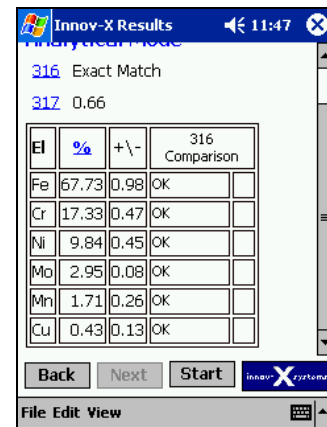 Innov-X Results 11:47
Analytical Mode
316 Exact Match
317 0.66
El % +\- 316 Comparison
Fe 67.73 0.98 OK
Cr 17.33 0.47 OK
Ni 9.84 0.45 OK
Mo 2.95 0.08 OK
Mn 1.71 0.26 OK
Cu 0.43 0.13 OK
Back Next Start innov-X systems
File Edit View